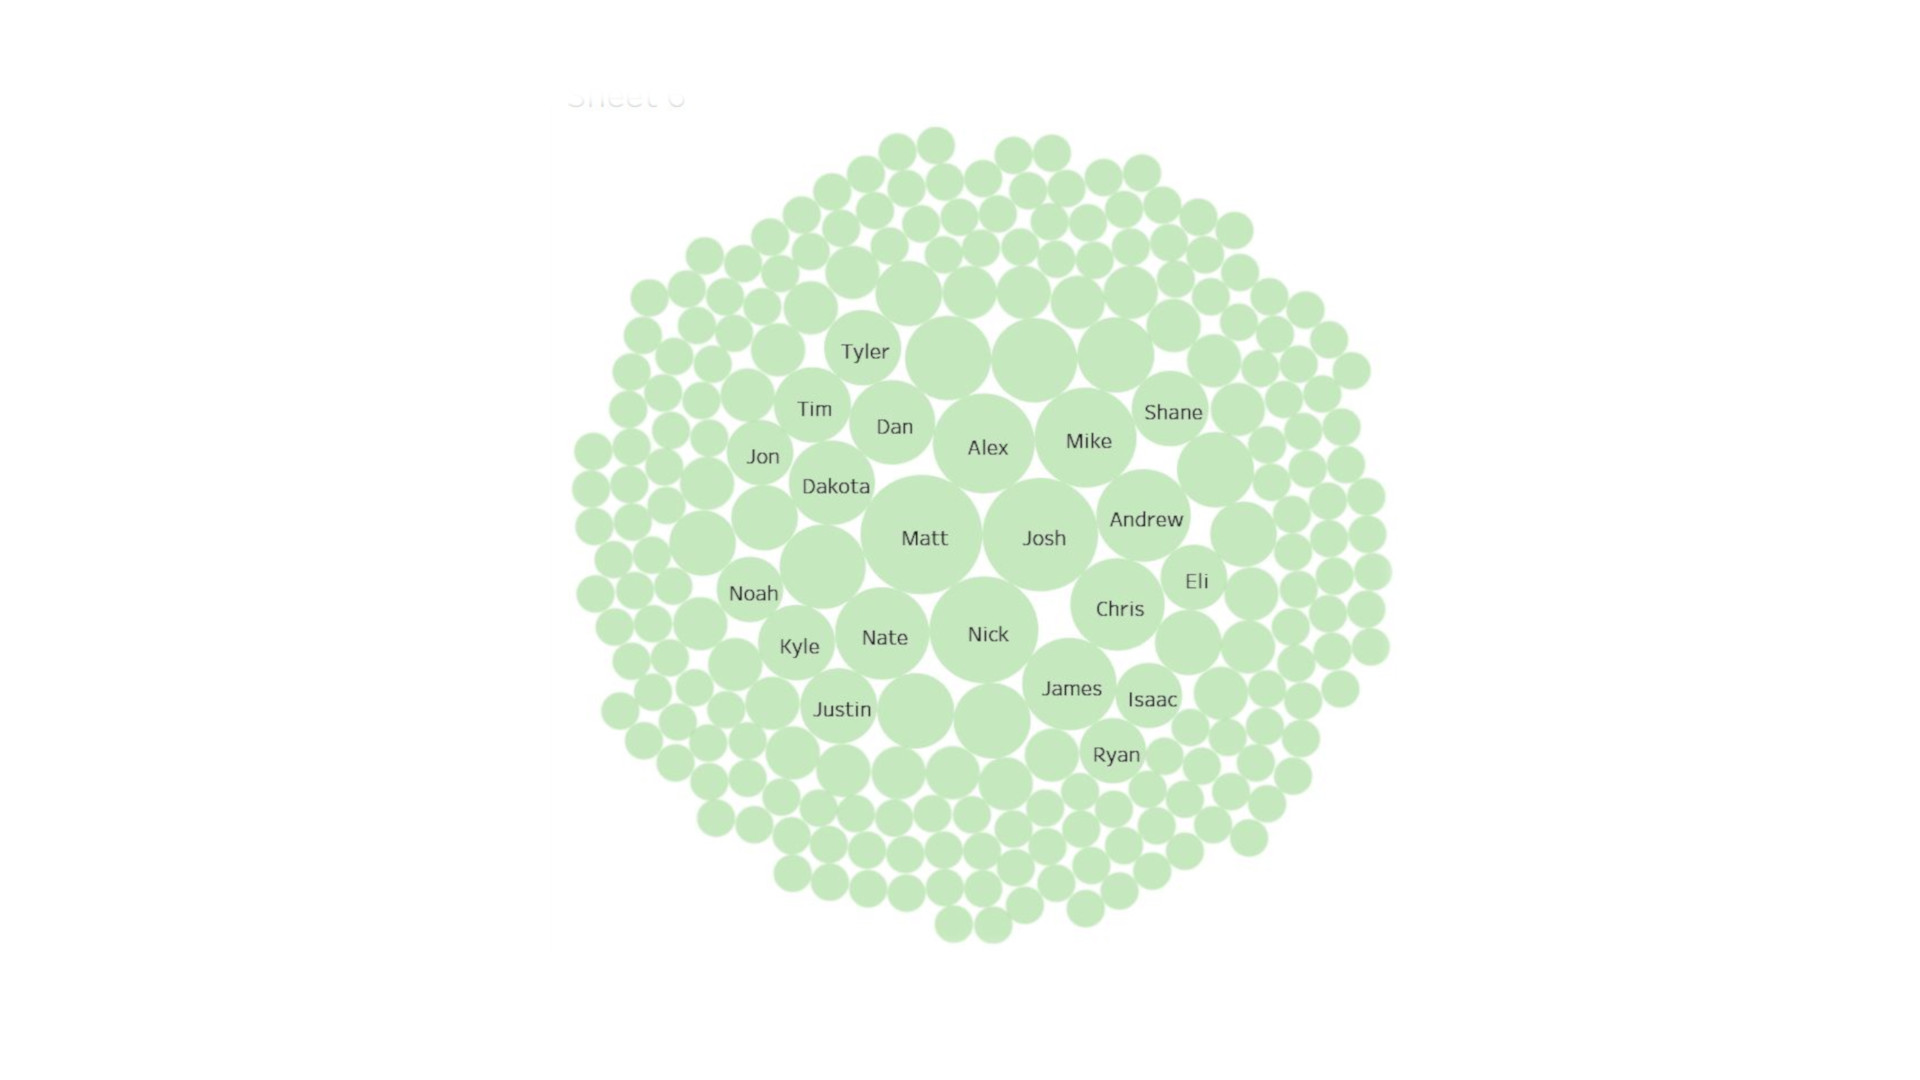 Sheet 6
Tyler
Tim
Shane
Dan
Mike
Alex
Jon
Dakota
Andrew
Matt
Josh
Eli
Noah
Chris
Nick
Nate
Kyle
James
Isaac
Justin
Ryan